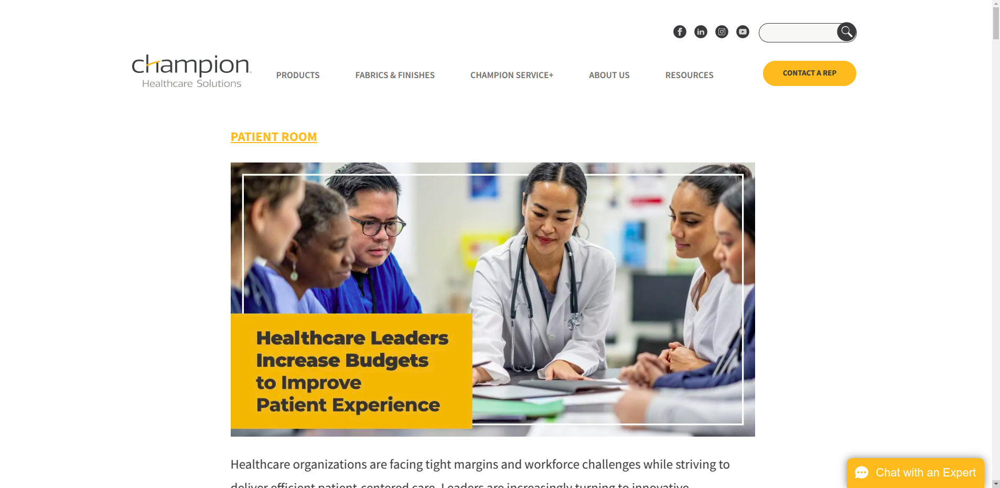 champion
Healthcare Solutions
PRODUCTS
FABRICS & FINISHES
CHAMPION SERVICE+
ABOUT US
RESOURCES
CONTACT A REP
PATIENT ROOM
Healthcare Leaders
Increase Budgets
to Improve
Patient Experience
Healthcare organizations are facing tight margins and workforce challenges while striving to
deliver efficient patient-centered care. Leaders are increasingly turning to innovative
Chat with an Expert